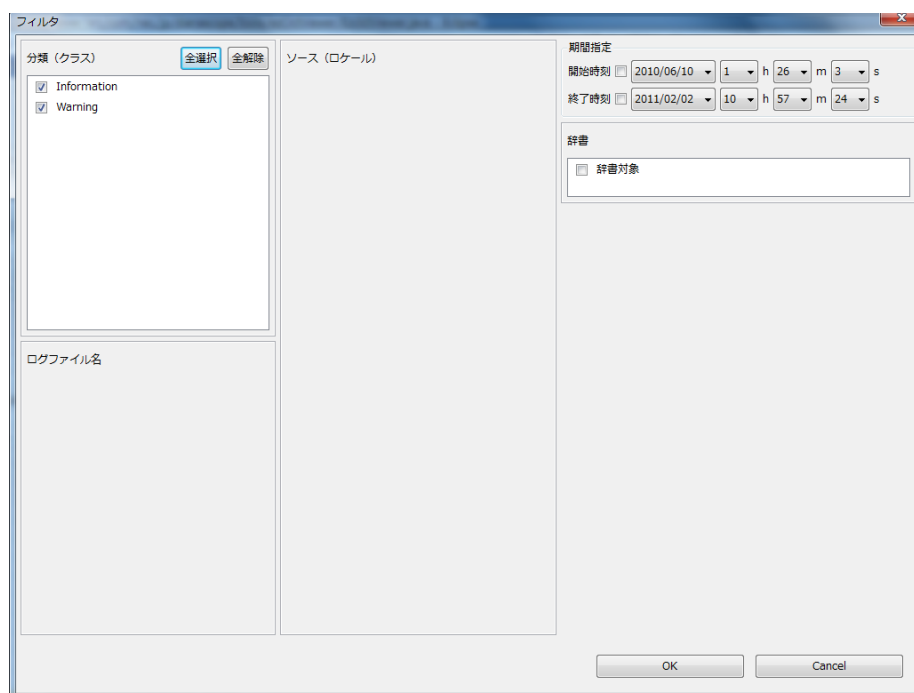 フィルタ
分類（クラス） 全選択 全解除
Information
Warning
ログファイル名
ソース（ロケール）
期間指定
開始時刻 2010/06/10 1 h 26 m 3 s
終了時刻 2011/02/02 10 h 57 m 24 s
辞書
辞書対象
OK Cancel